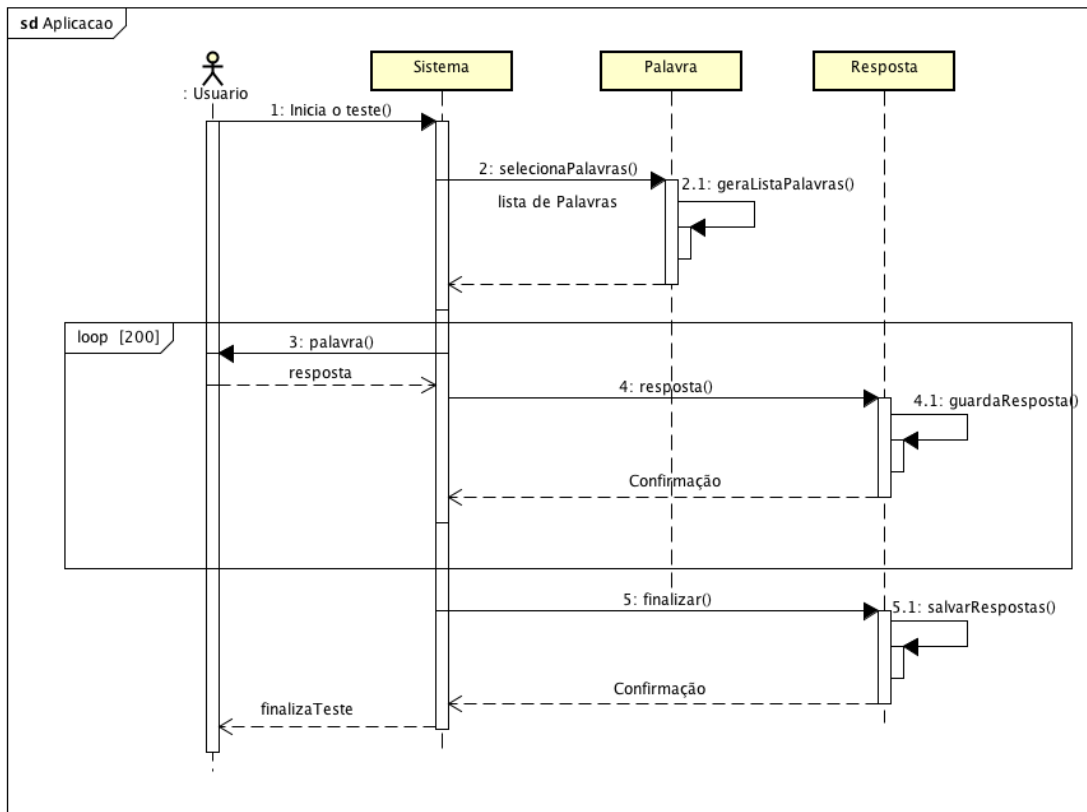 sd Aplicacao
Sistema
Palavra
Resposta
: Usuario
1: Inicia o teste()
2: selecionaPalavras()
2.1: geraListaPalavras()
lista de Palavras
loop [200]
3: palavra()
resposta
4: resposta()
4.1: guardaResposta()
Confirmação
5: finalizar()
5.1: salvarRespostas()
Confirmação
finalizaTeste